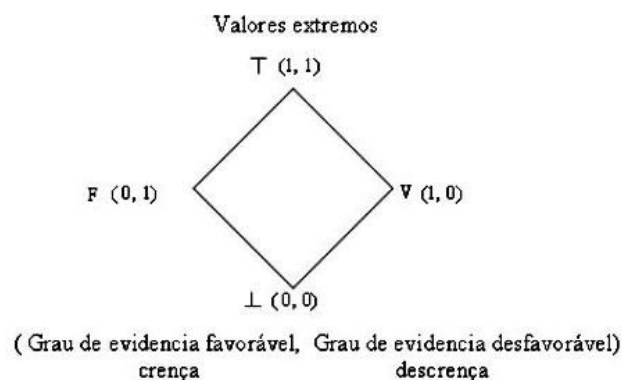 Valores extremos
⊤ (1, 1)
F (0, 1) V (1, 0)
⊥ (0, 0)
( Grau de evidencia favorável, Grau de evidencia desfavorável)
crença descrença